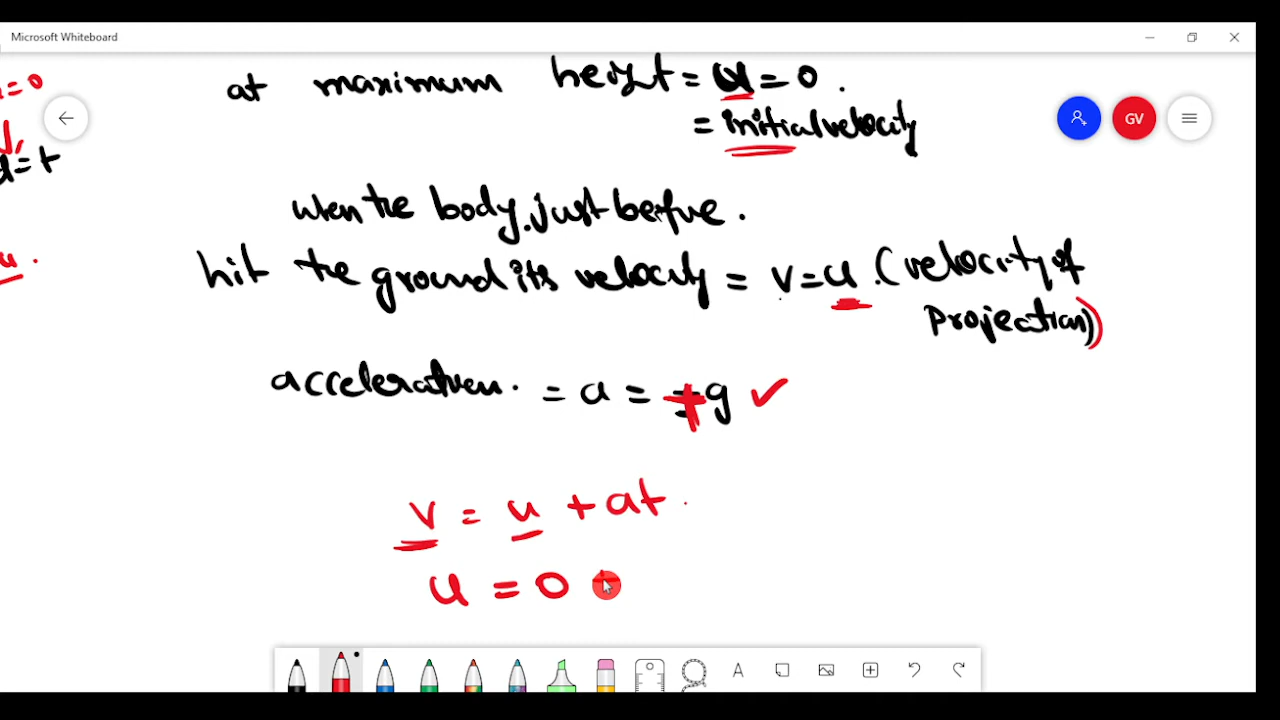 Microsoft Whiteboard
=0
at maximum height = u = 0 .
= initial velocity
GV
= t
when the body, just before .
hit the ground its velocity = v = u . (velocity of
projection)
u .
acceleration . = a = +g ✓
v = u + at .
u = 0 +
A